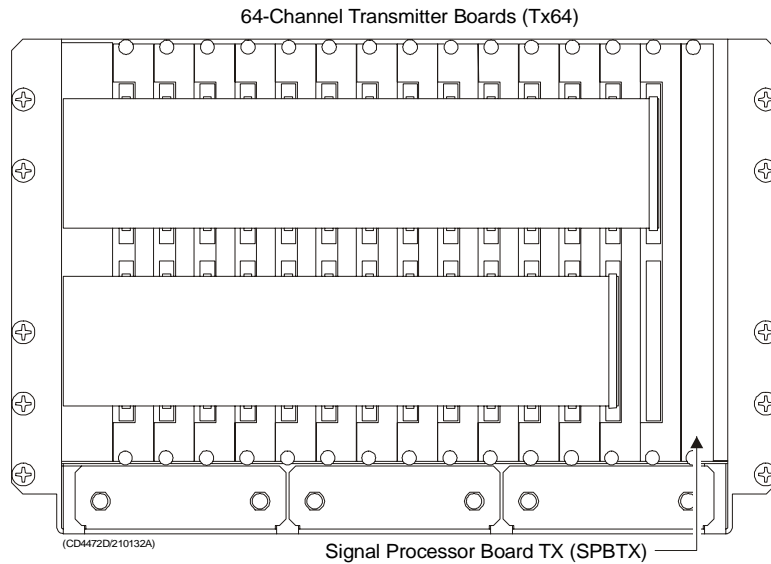 64-Channel Transmitter Boards (Tx64)
(CD4472D/210132A)
Signal Processor Board TX (SPBTX)